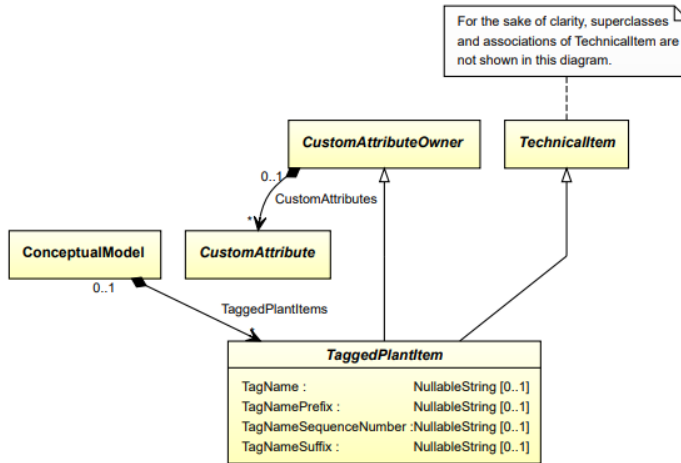 For the sake of clarity, superclasses
and associations of TechnicalItem are
not shown in this diagram.
CustomAttributeOwner
TechnicalItem
0..1
CustomAttributes
*
ConceptualModel
CustomAttribute
0..1
TaggedPlantItems
*
TaggedPlantItem
TagName : NullableString [0..1]
TagNamePrefix : NullableString [0..1]
TagNameSequenceNumber :NullableString [0..1]
TagNameSuffix : NullableString [0..1]